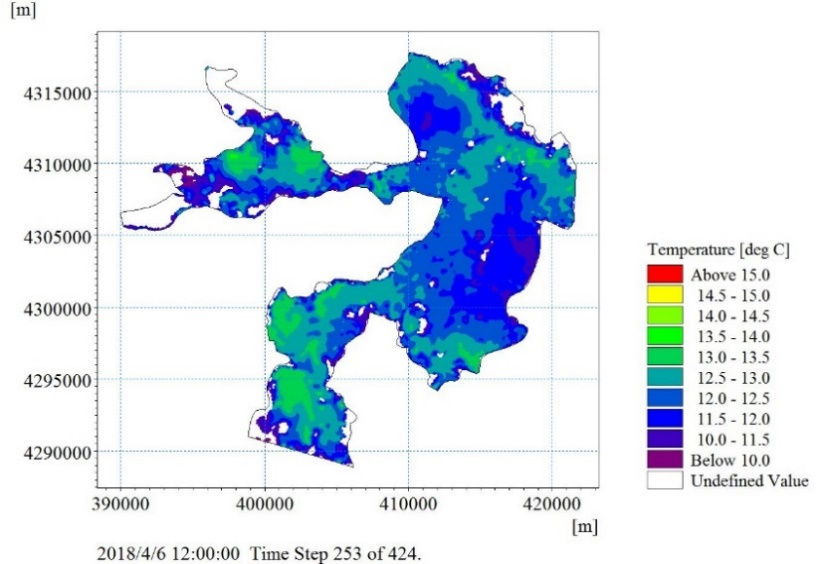 [m]
4315000
4310000
4305000
4300000
4295000
4290000
390000 400000 410000 420000
[m]
2018/4/6 12:00:00 Time Step 253 of 424.
Temperature [deg C]
Above 15.0
14.5 - 15.0
14.0 - 14.5
13.5 - 14.0
13.0 - 13.5
12.5 - 13.0
12.0 - 12.5
11.5 - 12.0
10.0 - 11.5
Below 10.0
Undefined Value